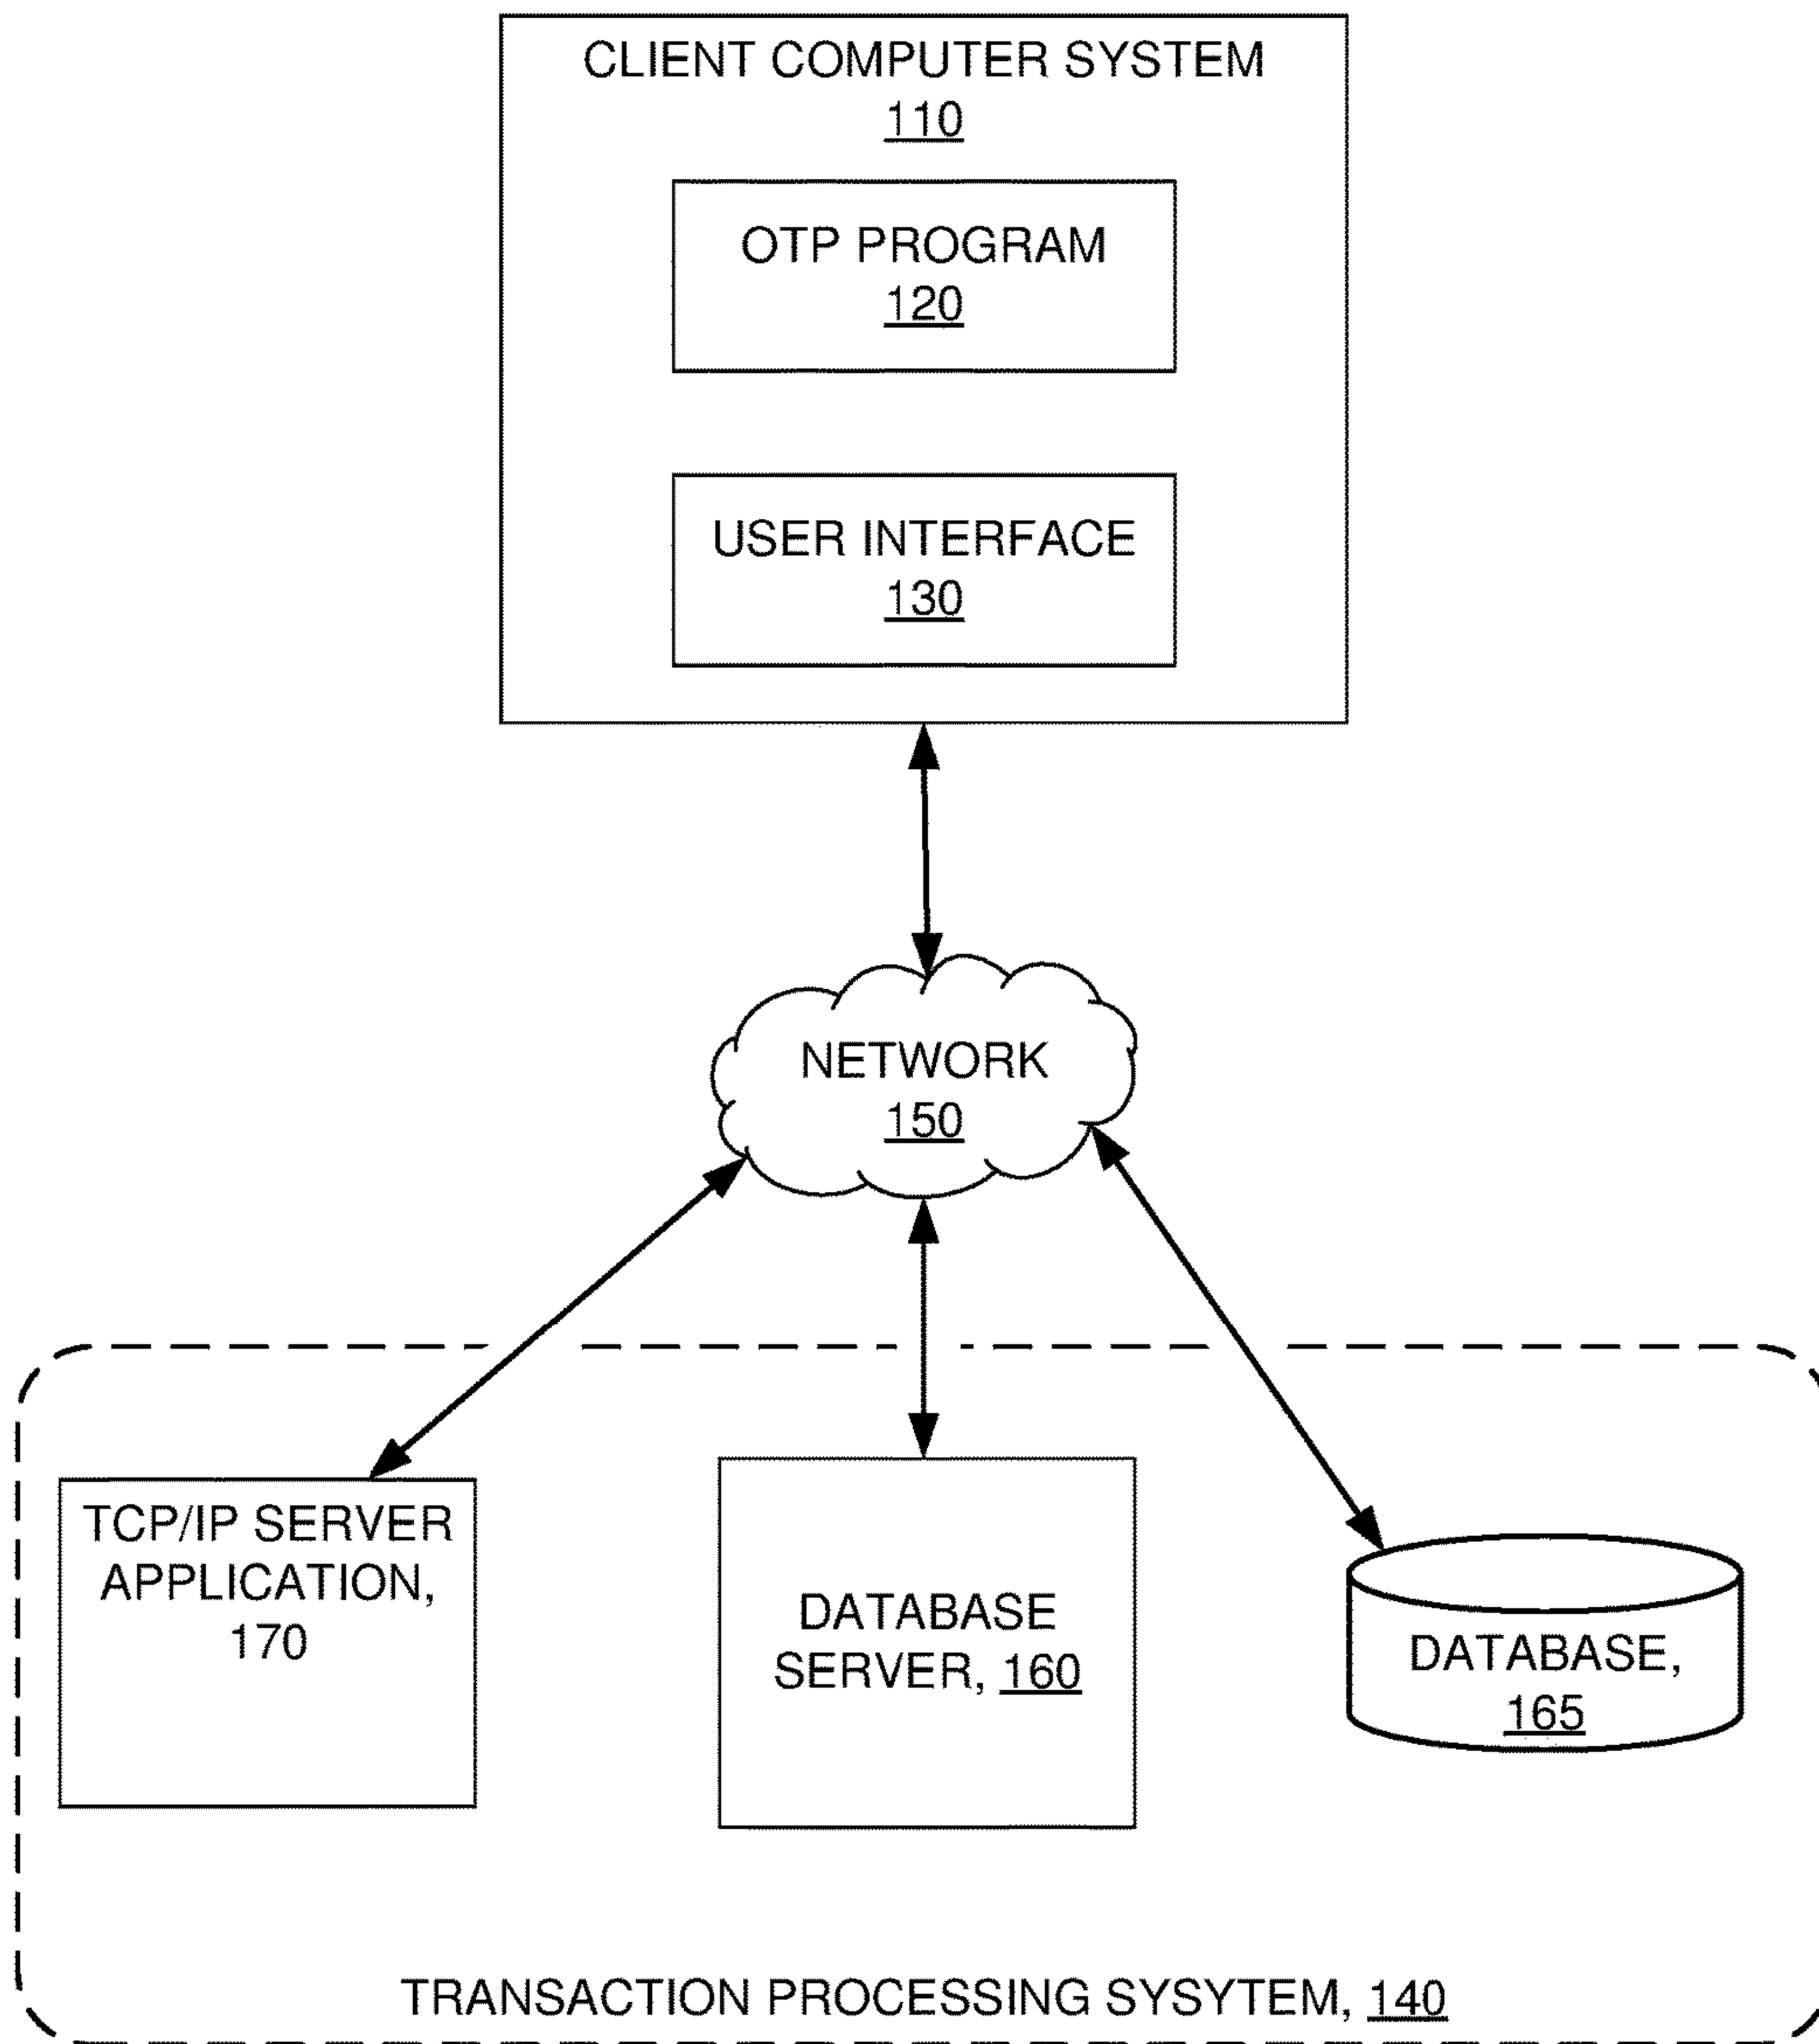 CLIENT COMPUTER SYSTEM
110
OTP PROGRAM
120
USER INTERFACE
130
NETWORK
150
TCP/IP SERVER
APPLICATION,
170
DATABASE
SERVER, 160
DATABASE,
165
TRANSACTION PROCESSING SYSYTEM, 140